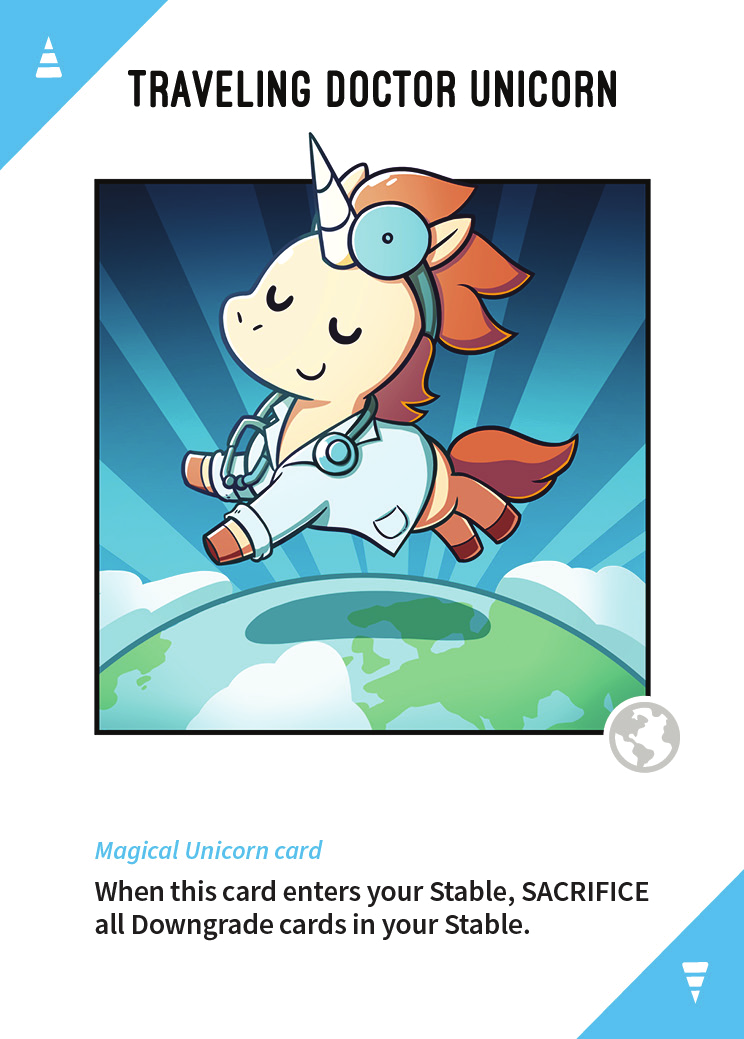 TRAVELING DOCTOR UNICORN
Magical Unicorn card
When this card enters your Stable, SACRIFICE
all Downgrade cards in your Stable.